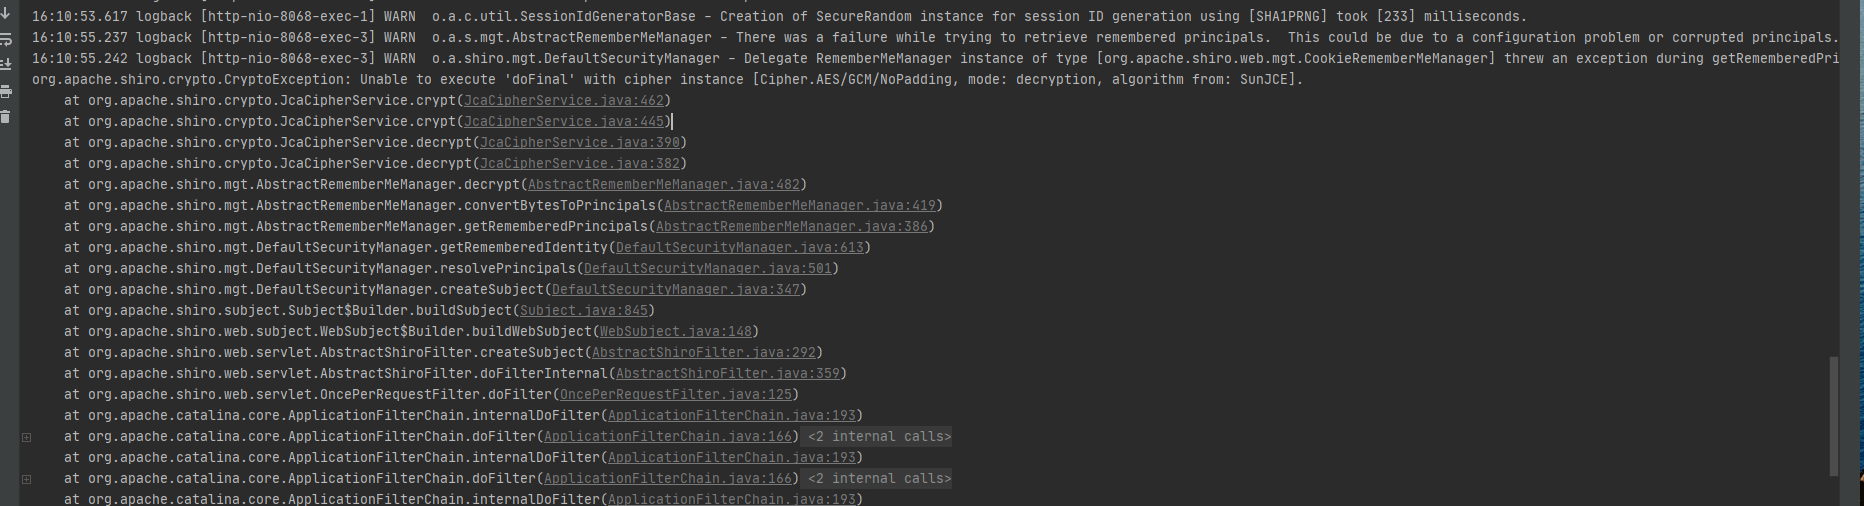 16:10:53.617 logback [http-nio-8068-exec-1] WARN  o.a.c.util.SessionIdGeneratorBase - Creation of SecureRandom instance for session ID generation using [SHA1PRNG] took [233] milliseconds.
16:10:55.237 logback [http-nio-8068-exec-3] WARN  o.a.s.mgt.AbstractRememberMeManager - There was a failure while trying to retrieve remembered principals.  This could be due to a configuration problem or corrupted principals.
16:10:55.242 logback [http-nio-8068-exec-3] WARN  o.a.shiro.mgt.DefaultSecurityManager - Delegate RememberMeManager instance of type [org.apache.shiro.web.mgt.CookieRememberMeManager] threw an exception during getRememberedPri
org.apache.shiro.crypto.CryptoException: Unable to execute 'doFinal' with cipher instance [Cipher.AES/GCM/NoPadding, mode: decryption, algorithm from: SunJCE].
at org.apache.shiro.crypto.JcaCipherService.crypt(JcaCipherService.java:462)
at org.apache.shiro.crypto.JcaCipherService.crypt(JcaCipherService.java:445)
at org.apache.shiro.crypto.JcaCipherService.decrypt(JcaCipherService.java:390)
at org.apache.shiro.crypto.JcaCipherService.decrypt(JcaCipherService.java:382)
at org.apache.shiro.mgt.AbstractRememberMeManager.decrypt(AbstractRememberMeManager.java:482)
at org.apache.shiro.mgt.AbstractRememberMeManager.convertBytesToPrincipals(AbstractRememberMeManager.java:419)
at org.apache.shiro.mgt.AbstractRememberMeManager.getRememberedPrincipals(AbstractRememberMeManager.java:386)
at org.apache.shiro.mgt.DefaultSecurityManager.getRememberedIdentity(DefaultSecurityManager.java:613)
at org.apache.shiro.mgt.DefaultSecurityManager.resolvePrincipals(DefaultSecurityManager.java:501)
at org.apache.shiro.mgt.DefaultSecurityManager.createSubject(DefaultSecurityManager.java:347)
at org.apache.shiro.subject.Subject$Builder.buildSubject(Subject.java:845)
at org.apache.shiro.web.subject.WebSubject$Builder.buildWebSubject(WebSubject.java:148)
at org.apache.shiro.web.servlet.AbstractShiroFilter.createSubject(AbstractShiroFilter.java:292)
at org.apache.shiro.web.servlet.AbstractShiroFilter.doFilterInternal(AbstractShiroFilter.java:359)
at org.apache.shiro.web.servlet.OncePerRequestFilter.doFilter(OncePerRequestFilter.java:125)
at org.apache.catalina.core.ApplicationFilterChain.internalDoFilter(ApplicationFilterChain.java:193)
at org.apache.catalina.core.ApplicationFilterChain.doFilter(ApplicationFilterChain.java:166) <2 internal calls>
at org.apache.catalina.core.ApplicationFilterChain.internalDoFilter(ApplicationFilterChain.java:193)
at org.apache.catalina.core.ApplicationFilterChain.doFilter(ApplicationFilterChain.java:166) <2 internal calls>
at org.apache.catalina.core.ApplicationFilterChain.internalDoFilter(ApplicationFilterChain.java:193)